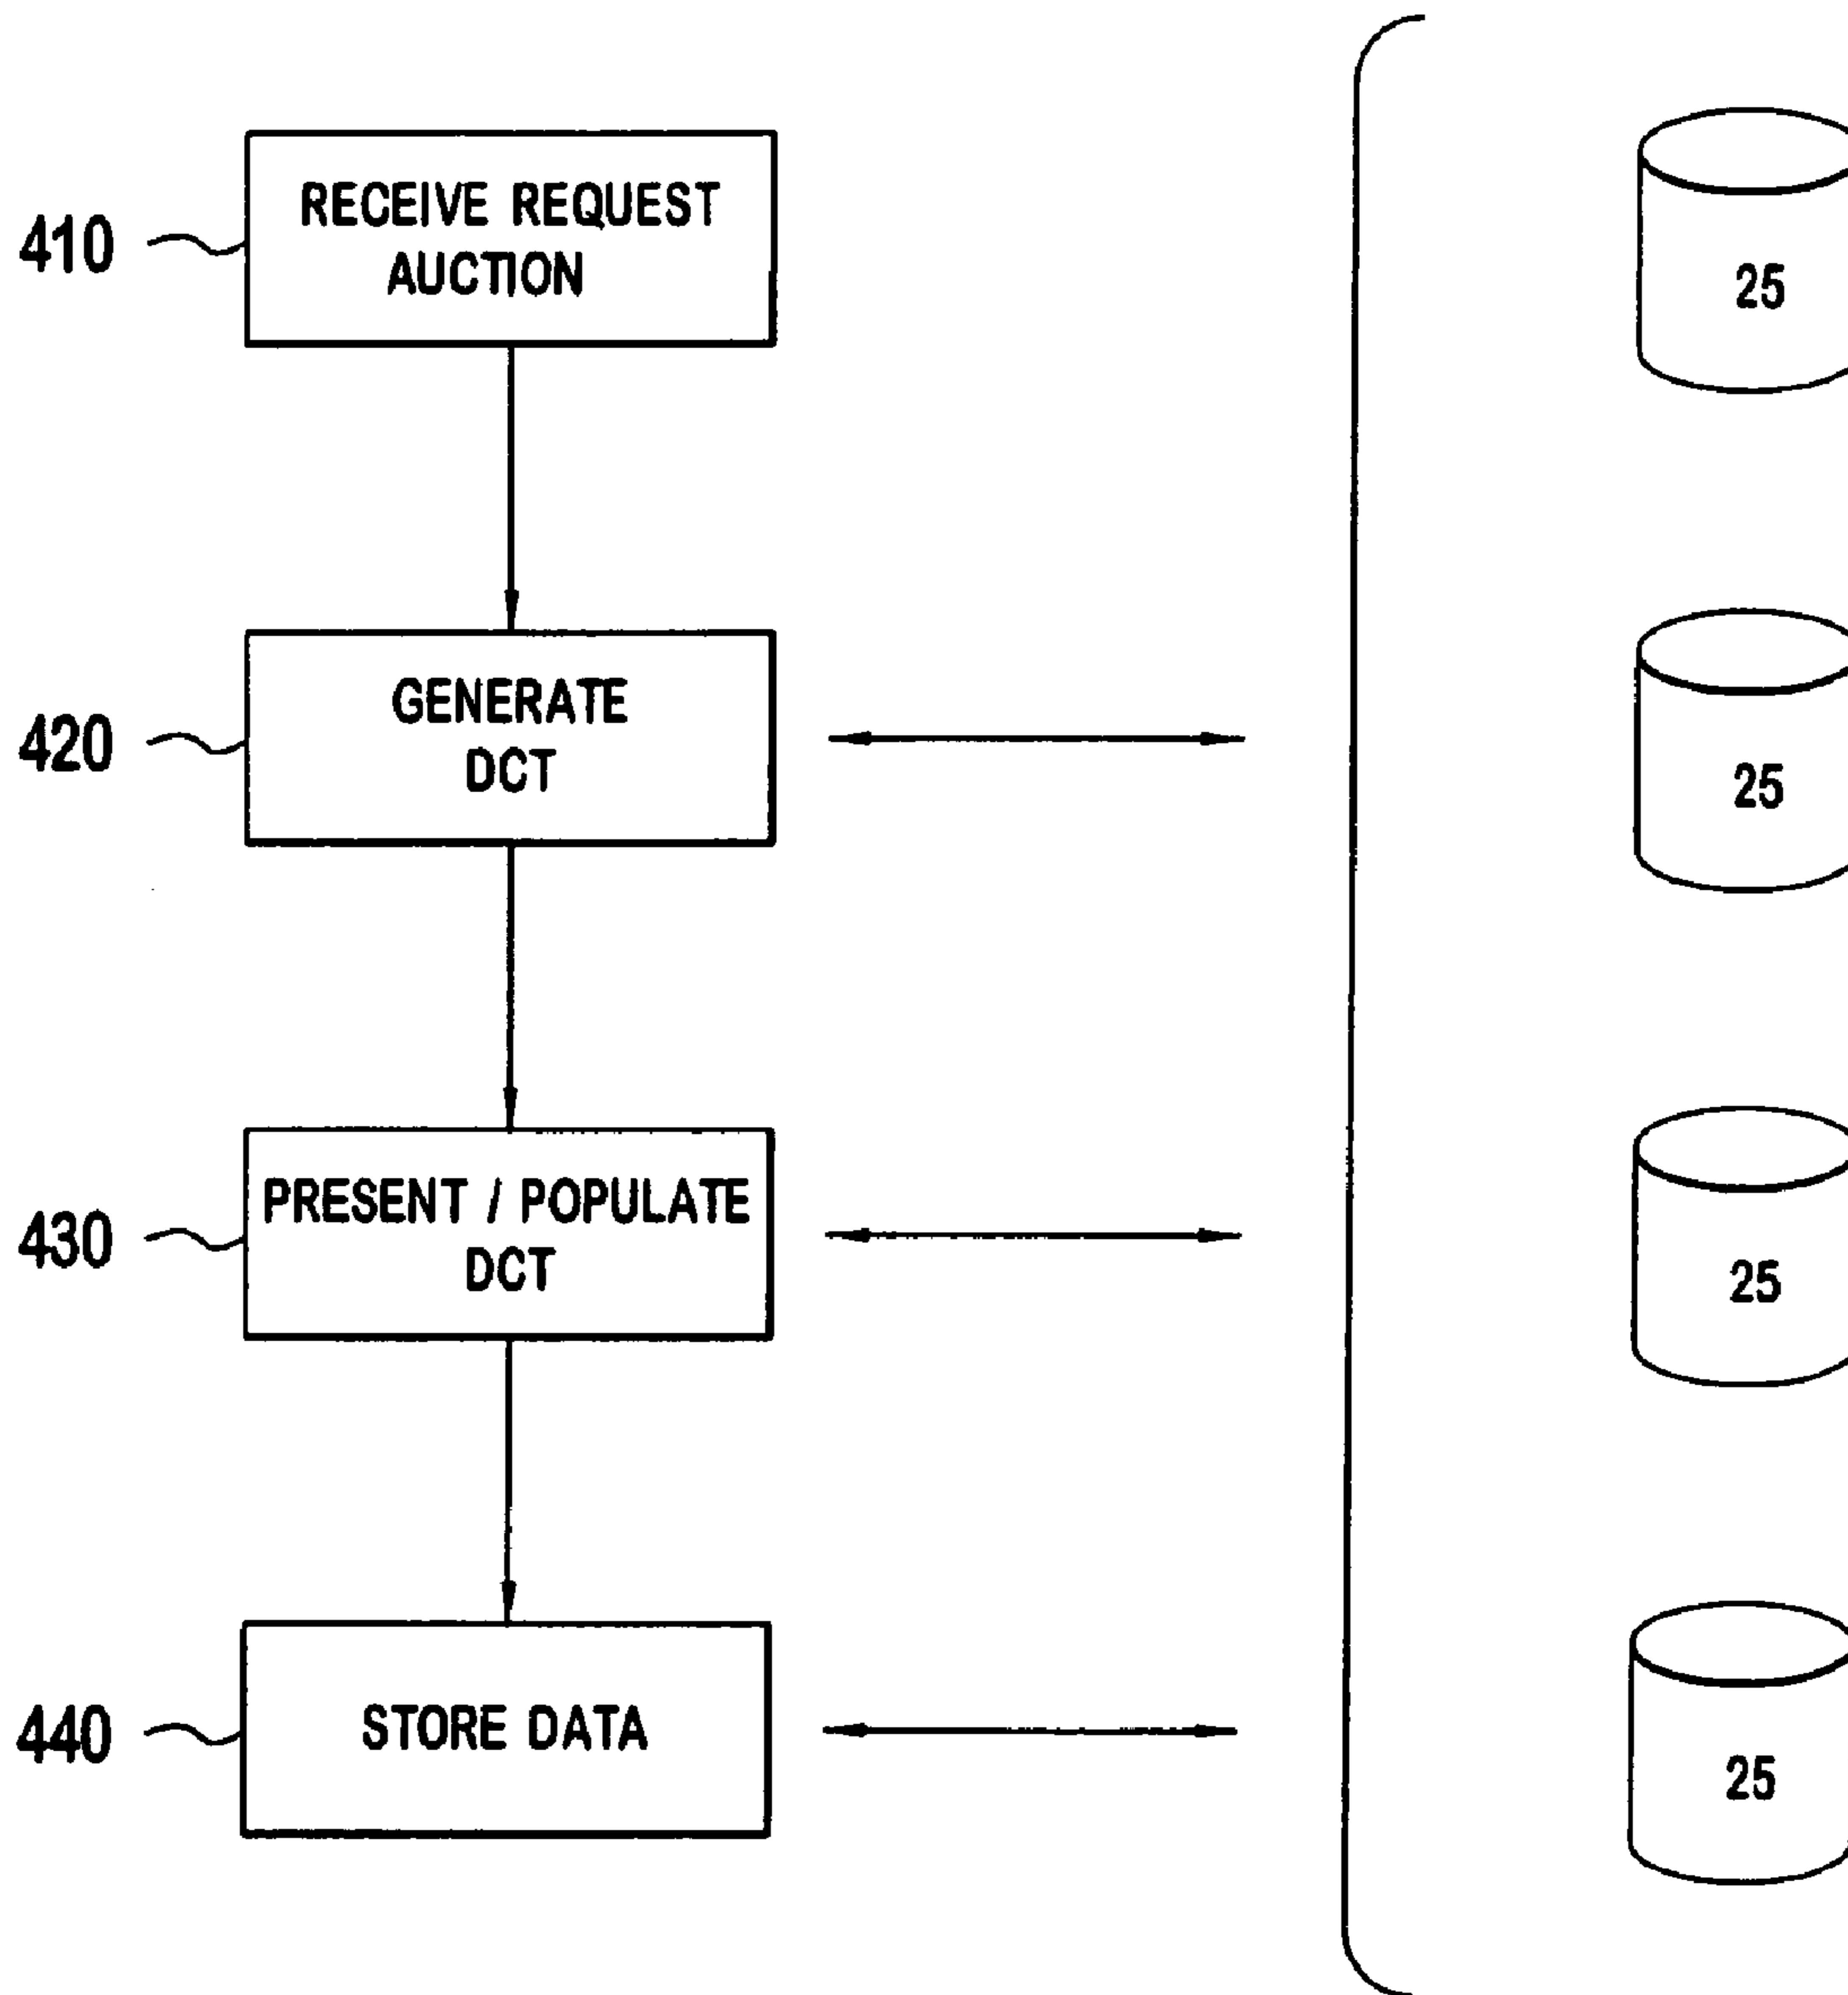 410
RECEIVE REQUEST
AUCTION
25
420
GENERATE
DCT
25
430
PRESENT / POPULATE
DCT
25
440
STORE DATA
25